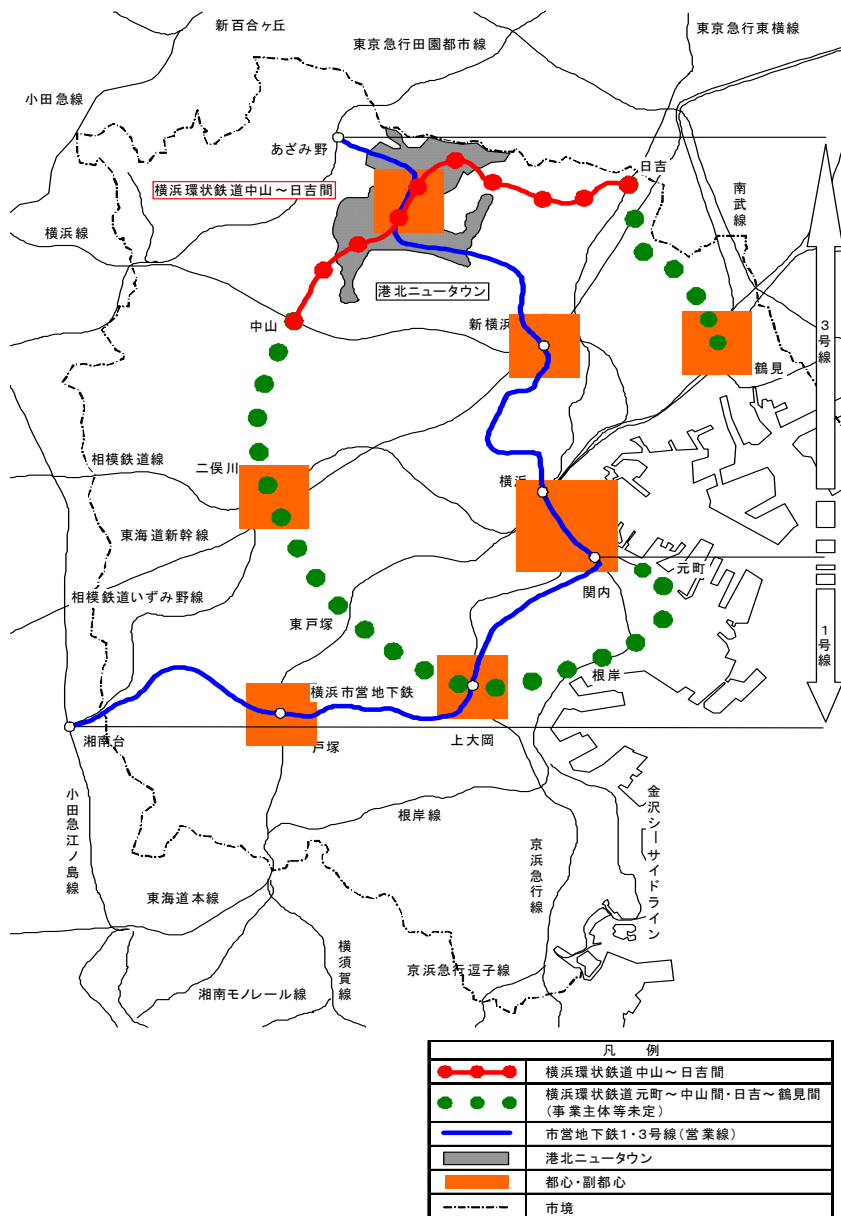 新百合ヶ丘
東京急行田園都市線
東京急行東横線
小田急線
あざみ野
日吉
横浜環状鉄道中山～日吉間
南武線
横浜線
港北ニュータウン
中山
新横浜
3号線
鶴見
相模鉄道線
二俣川
横浜
東海道新幹線
元町
相模鉄道いずみ野線
関内
東戸塚
1号線
根岸
横浜市営地下鉄
湘南台
戸塚
上大岡
小田急江ノ島線
根岸線
京浜急行線
金沢シーサイドライン
東海道本線
横須賀線
京浜急行逗子線
湘南モノレール線
凡 例
横浜環状鉄道中山～日吉間
横浜環状鉄道元町～中山間・日吉～鶴見間
(事業主体等未定)
市営地下鉄1・3号線(営業線)
港北ニュータウン
都心・副都心
市境